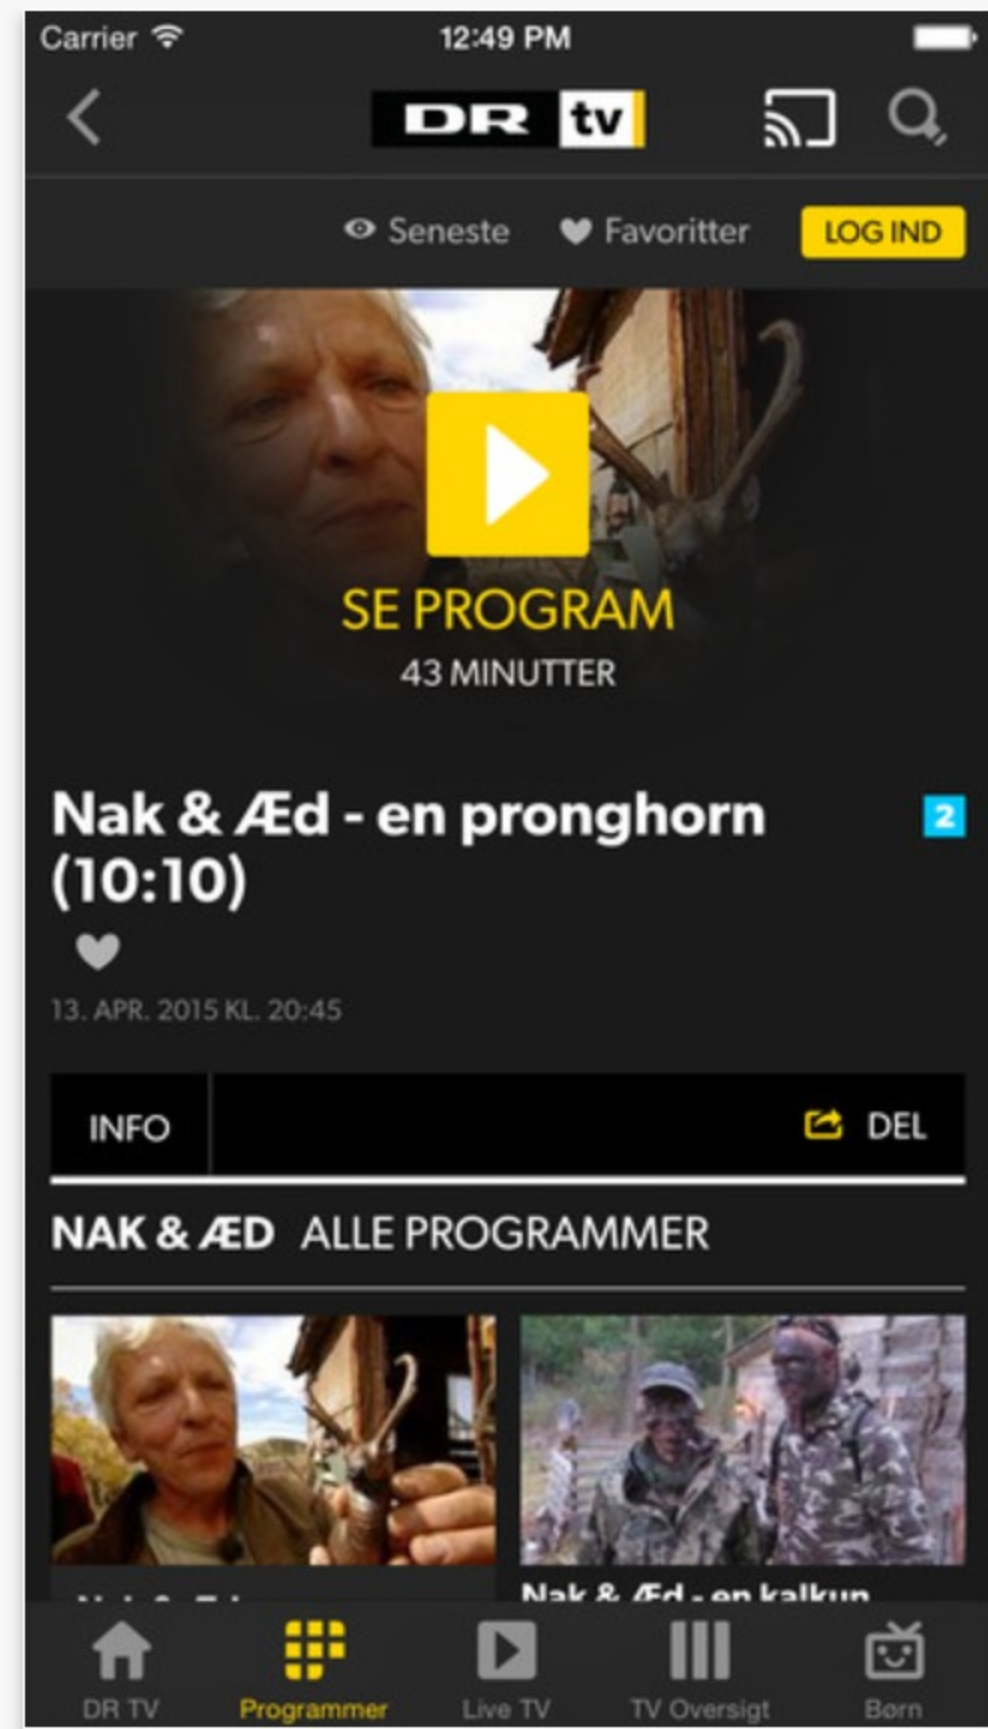 Carrier 12:49 PM
DR tv
Seneste Favoritter LOG IND
SE PROGRAM
43 MINUTTER
Nak & Æd - en pronghorn 2
(10:10)
13. APR. 2015 KL. 20:45
INFO DEL
NAK & ÆD ALLE PROGRAMMER
Nak & Æd - en kalkun
DR TV Programmer Live TV TV Oversigt Børn